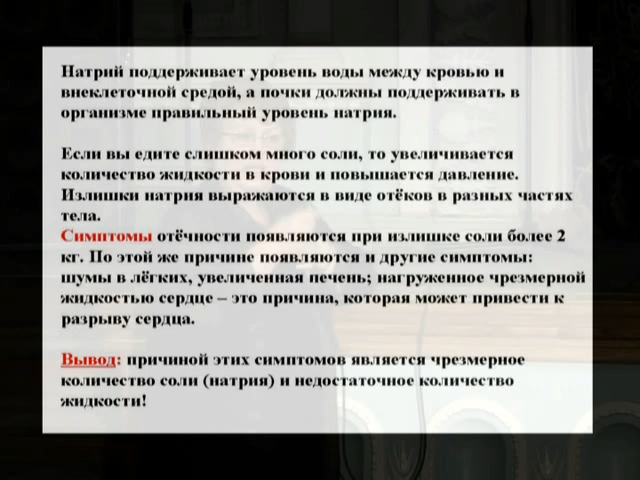 Натрий поддерживает уровень воды между кровью и
внеклеточной средой, а почки должны поддерживать в
организме правильный уровень натрия.
Если вы едите слишком много соли, то увеличивается
количество жидкости в крови и повышается давление.
Излишки натрия выражаются в виде отёков в разных частях
тела.
Симптомы отёчности появляются при излишке соли более 2
кг. По этой же причине появляются и другие симптомы:
шумы в лёгких, увеличенная печень; нагруженное чрезмерной
жидкостью сердце – это причина, которая может привести к
разрыву сердца.
Вывод: причиной этих симптомов является чрезмерное
количество соли (натрия) и недостаточное количество
жидкости!